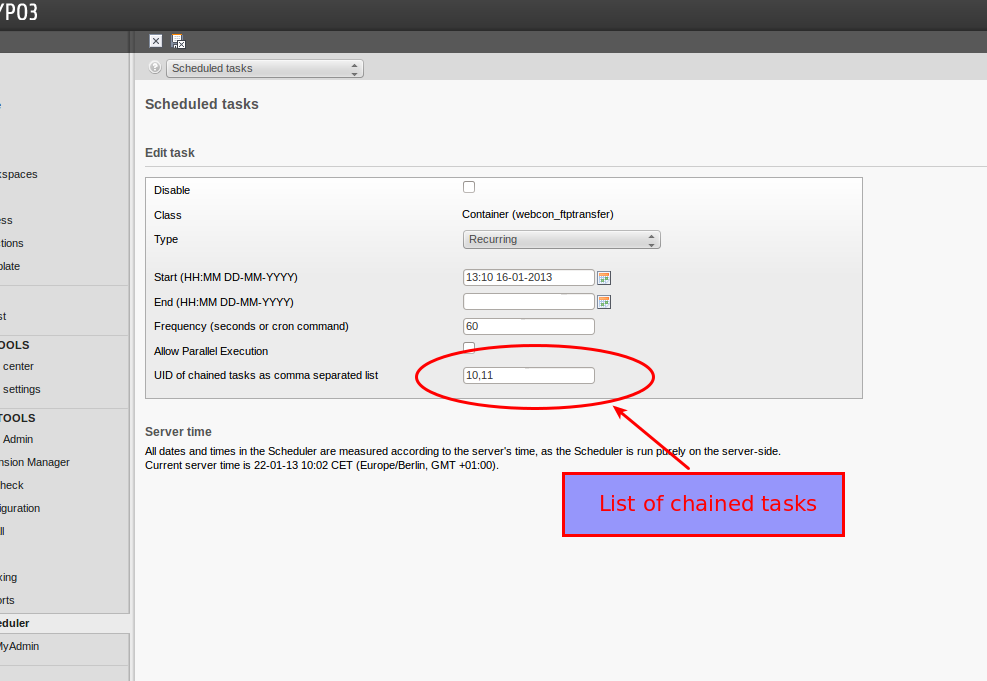 YPO3
Scheduled tasks
Scheduled tasks
Edit task
Disable
Class Container (webcon_ftptransfer)
Type Recurring
Start (HH:MM DD-MM-YYYY) 13:10 16-01-2013
End (HH:MM DD-MM-YYYY)
Frequency (seconds or cron command) 60
Allow Parallel Execution
UID of chained tasks as comma separated list 10,11
Server time
All dates and times in the Scheduler are measured according to the server's time, as the Scheduler is run purely on the server-side.
Current server time is 22-01-13 10:02 CET (Europe/Berlin, GMT +01:00).
List of chained tasks
kspaces
ess
tions
plate
st
OOLS
center
settings
TOOLS
Admin
nsion Manager
heck
iguration
ll
king
orts
eduler
MyAdmin